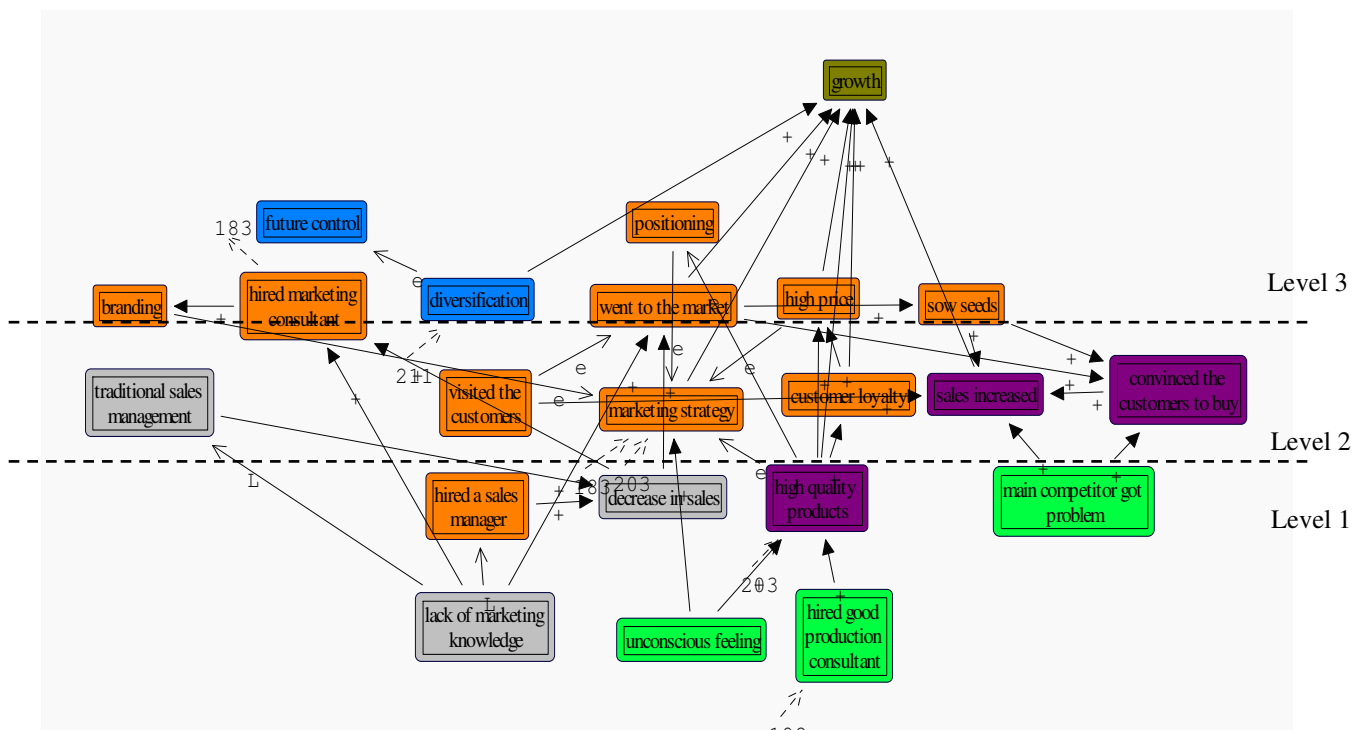 growth
+
+
+
+
++
183
future control
positioning
e
branding
hired marketing
consultant
diversification
went to the market
e
high price
sow seeds
Level 3
+
+
+
e
e
e
e
+
+
211
+
traditional sales
management
visited the
customers
marketing strategy
+
+
+
+
customer loyalty
+
sales increased
+
+
convinced the
customers to buy
+
+
Level 2
L
e
+
+
183
203
hired a sales
manager
decrease in sales
+
high quality
products
+
main competitor got
problem
+
+
Level 1
203
+
L
lack of marketing
knowledge
unconscious feeling
+
hired good
production
consultant